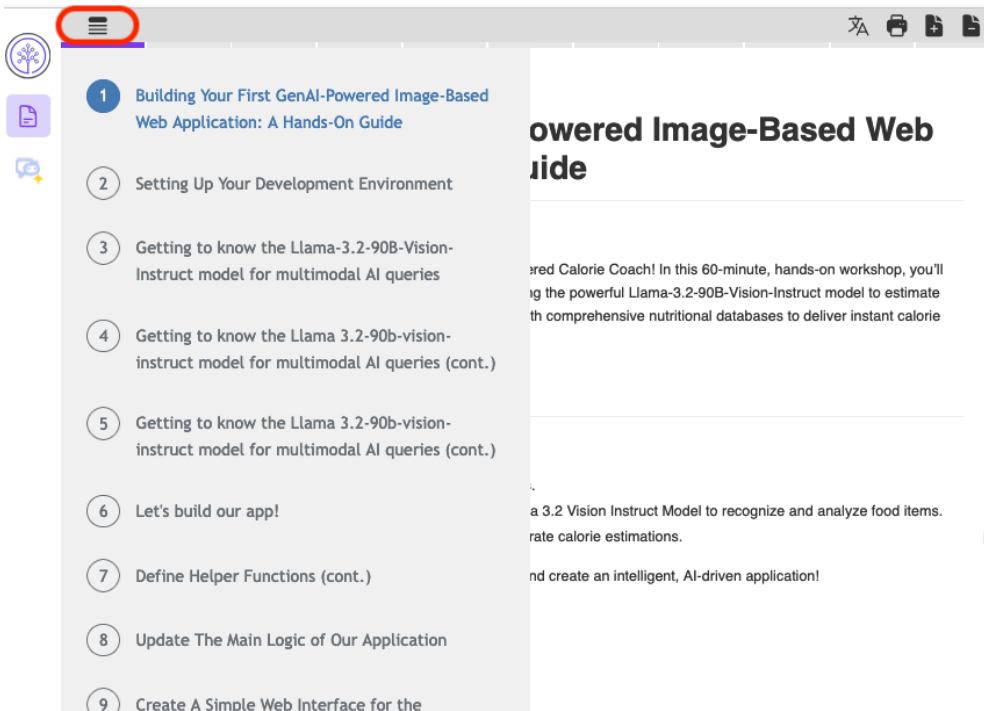 1
Building Your First GenAI-Powered Image-Based
Web Application: A Hands-On Guide
2
Setting Up Your Development Environment
3
Getting to know the Llama-3.2-90B-Vision-
Instruct model for multimodal AI queries
4
Getting to know the Llama 3.2-90b-vision-
instruct model for multimodal AI queries (cont.)
5
Getting to know the Llama 3.2-90b-vision-
instruct model for multimodal AI queries (cont.)
6
Let's build our app!
7
Define Helper Functions (cont.)
8
Update The Main Logic of Our Application
9
Create A Simple Web Interface for the
owered Image-Based Web
uide
ered Calorie Coach! In this 60-minute, hands-on workshop, you'll
ng the powerful Llama-3.2-90B-Vision-Instruct model to estimate
th comprehensive nutritional databases to deliver instant calorie
.
a 3.2 Vision Instruct Model to recognize and analyze food items.
rate calorie estimations.
nd create an intelligent, AI-driven application!